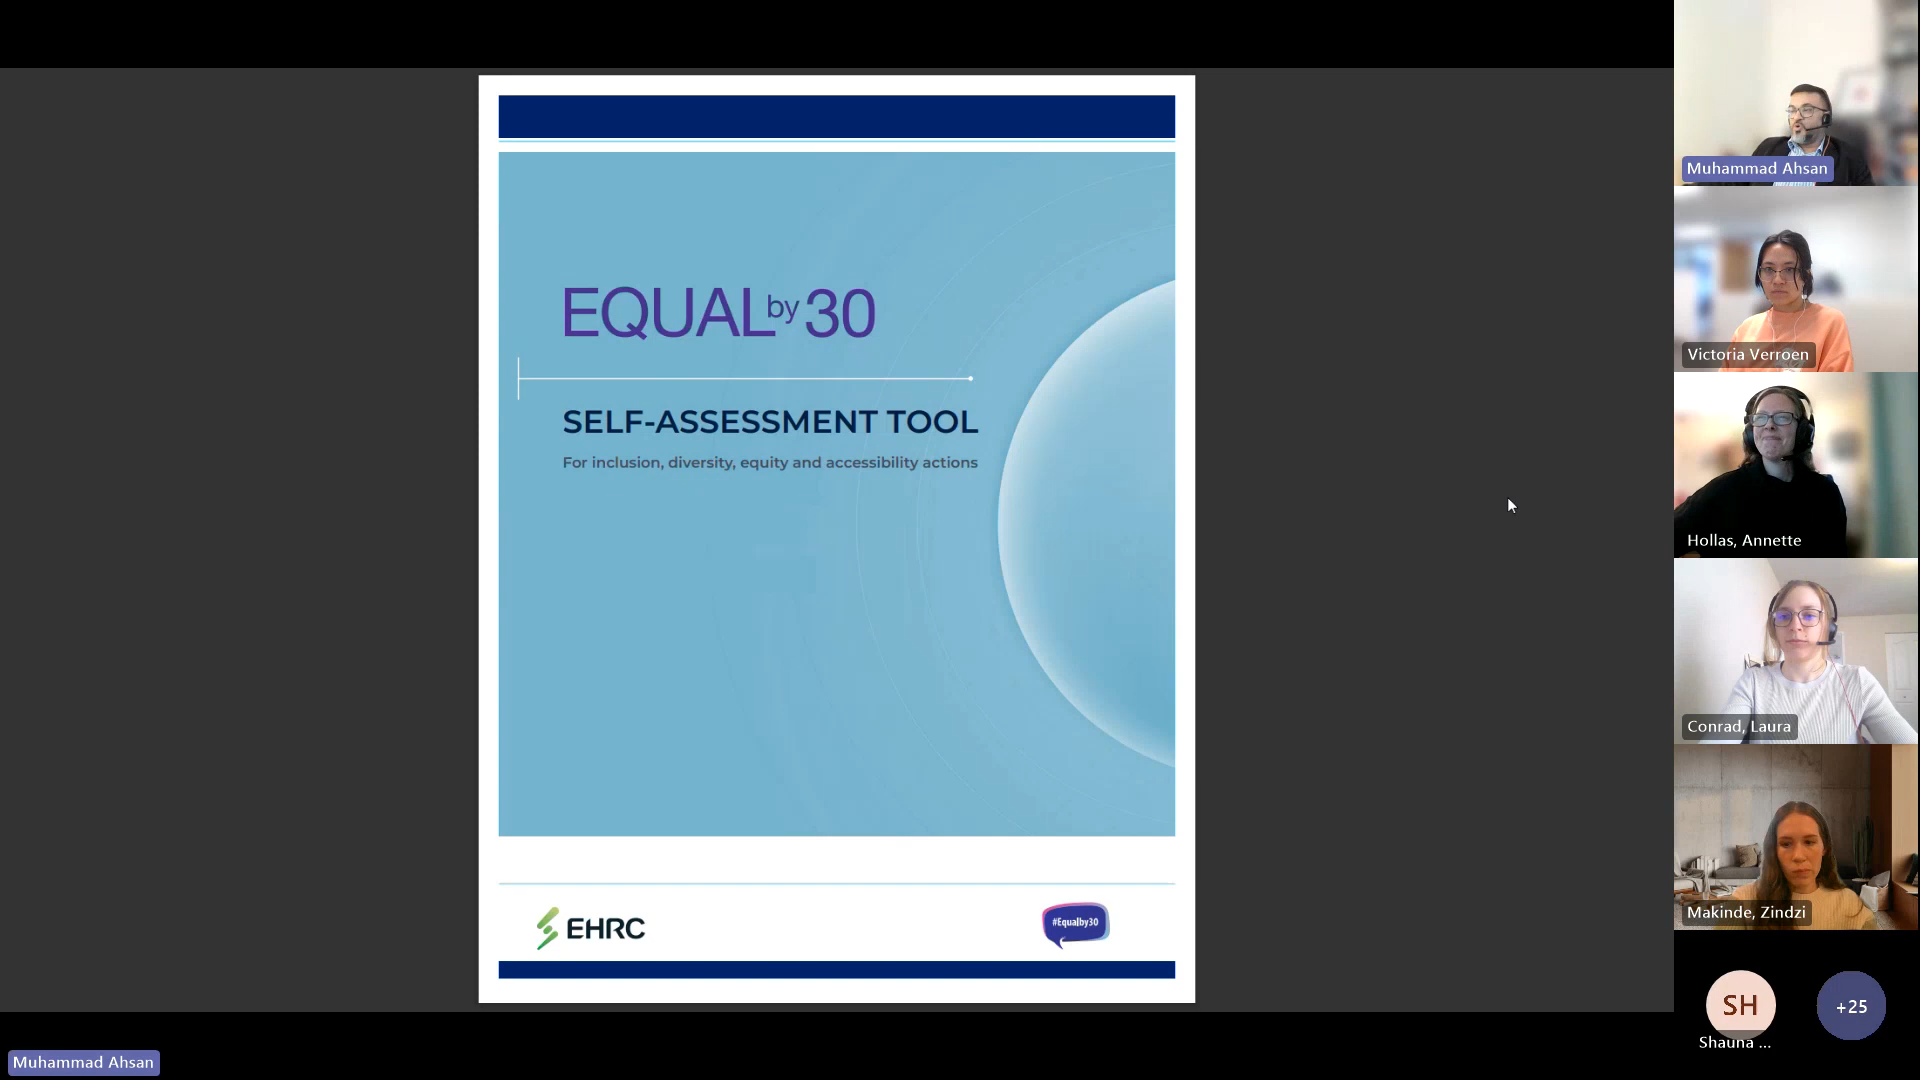 EQUAL by 30
SELF-ASSESSMENT TOOL
For inclusion, diversity, equity and accessibility actions
EHRC
#Equalby30
Muhammad Ahsan
Victoria Verroen
Hollas, Annette
Conrad, Laura
Makinde, Zindzi
SH
+25
Shauna ...
Muhammad Ahsan